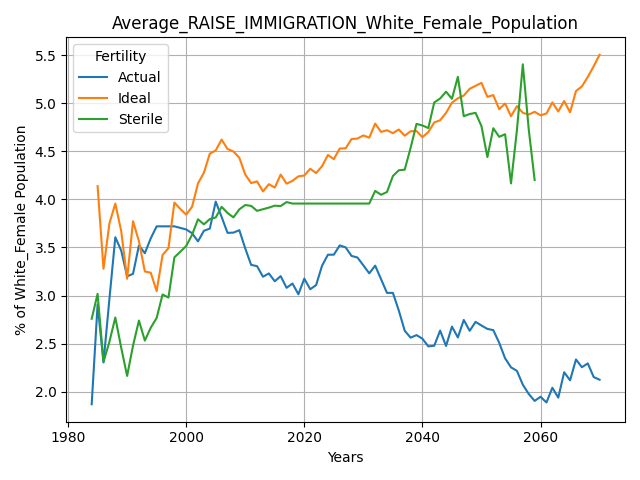 Average_RAISE_IMMIGRATION_White_Female_Population
% of White_Female Population
5.5
5.0
4.5
4.0
3.5
3.0
2.5
2.0
Fertility
Actual
Ideal
Sterile
1980
2000
2020
2040
2060
Years